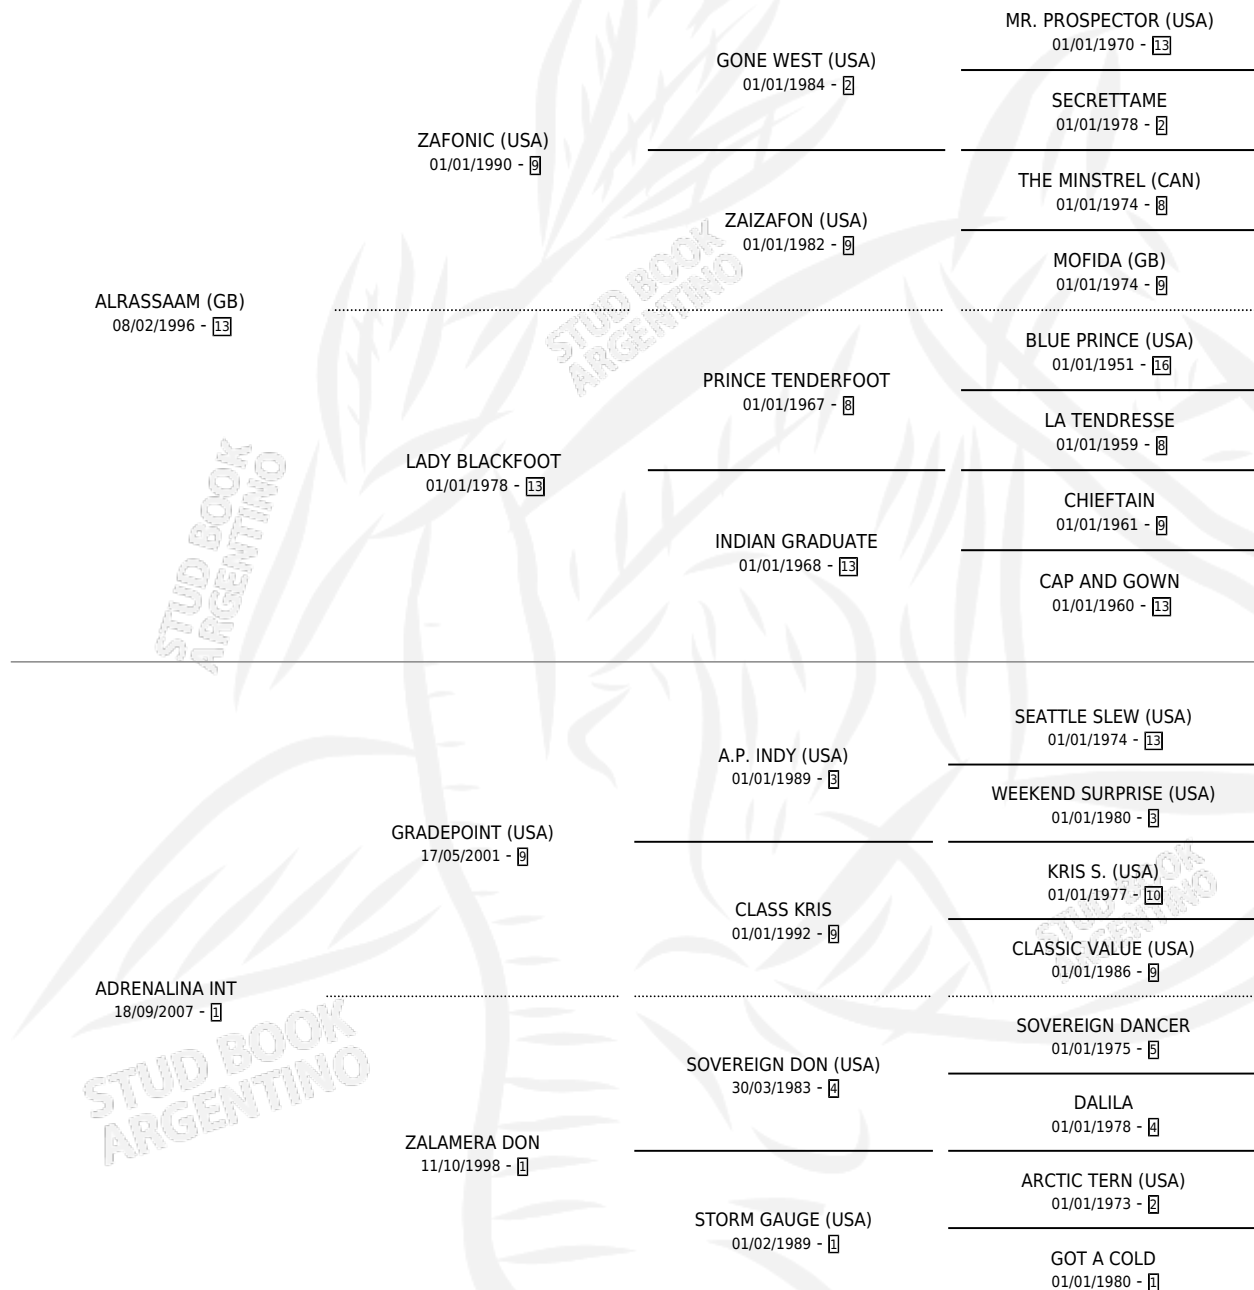 MR. PROSPECTOR (USA)
01/01/1970 - 13
GONE WEST (USA)
01/01/1984 - 2
SECRETTAME
01/01/1978 - 2
ZAFONIC (USA)
01/01/1990 - 9
THE MINSTREL (CAN)
01/01/1974 - 8
ZAIZAFON (USA)
01/01/1982 - 9
MOFIDA (GB)
01/01/1974 - 9
ALRASSAAM (GB)
08/02/1996 - 13
BLUE PRINCE (USA)
01/01/1951 - 16
PRINCE TENDERFOOT
01/01/1967 - 8
LA TENDRESSE
01/01/1959 - 8
LADY BLACKFOOT
01/01/1978 - 13
CHIEFTAIN
01/01/1961 - 9
INDIAN GRADUATE
01/01/1968 - 13
CAP AND GOWN
01/01/1960 - 13
SEATTLE SLEW (USA)
01/01/1974 - 13
A.P. INDY (USA)
01/01/1989 - 3
WEEKEND SURPRISE (USA)
01/01/1980 - 3
GRADEPOINT (USA)
17/05/2001 - 9
KRIS S. (USA)
01/01/1977 - 10
CLASS KRIS
01/01/1992 - 9
CLASSIC VALUE (USA)
01/01/1986 - 9
ADRENALINA INT
18/09/2007 - 1
SOVEREIGN DANCER
01/01/1975 - 5
SOVEREIGN DON (USA)
30/03/1983 - 4
DALILA
01/01/1978 - 4
ZALAMERA DON
11/10/1998 - 1
ARCTIC TERN (USA)
01/01/1973 - 2
STORM GAUGE (USA)
01/02/1989 - 1
GOT A COLD
01/01/1980 - 1
STUD BOOK
ARGENTINO
STUD BOOK
ARGENTINO
STUD BOOK
ARGENTINO
STUD BOOK
ARGENTINO